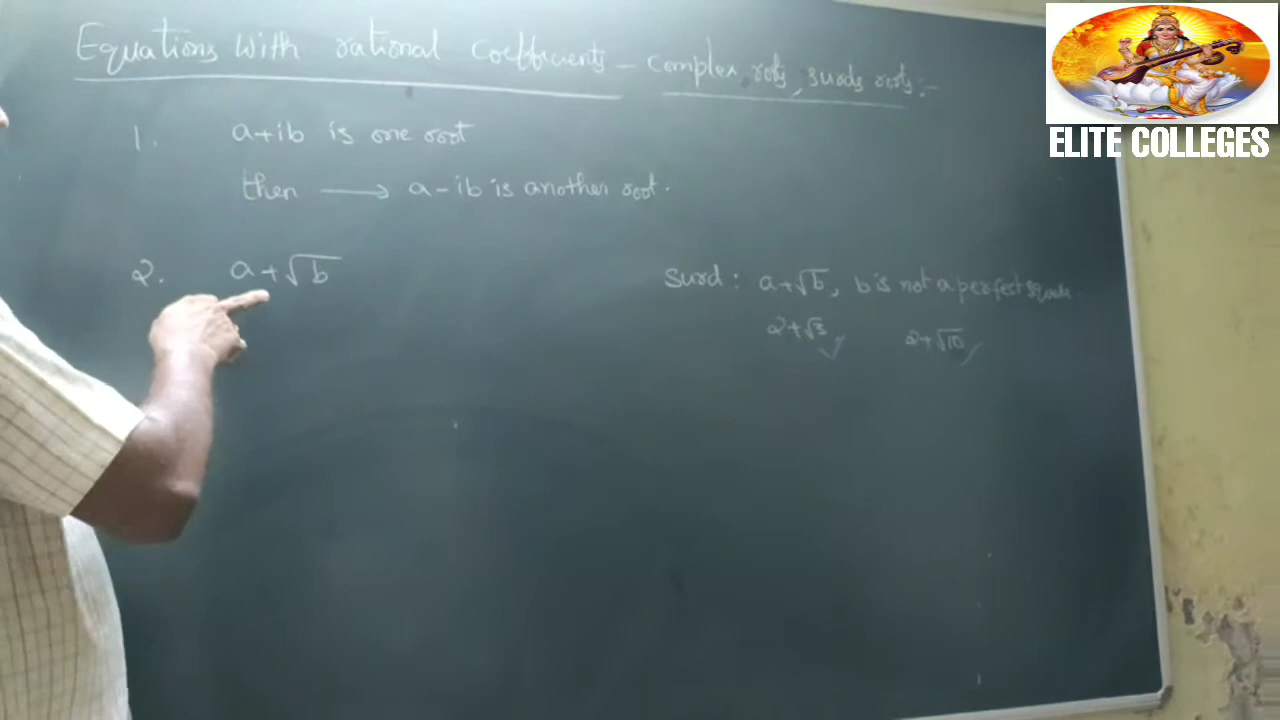 Equations with rational coefficients - complex roots, surds roots:-
1. a+ib is one root
then → a-ib is another root.
2. a+√b
Surd: a+√b, b is not a perfect square
2+√3 ✓ 2+√10 ✓
ELITE COLLEGES